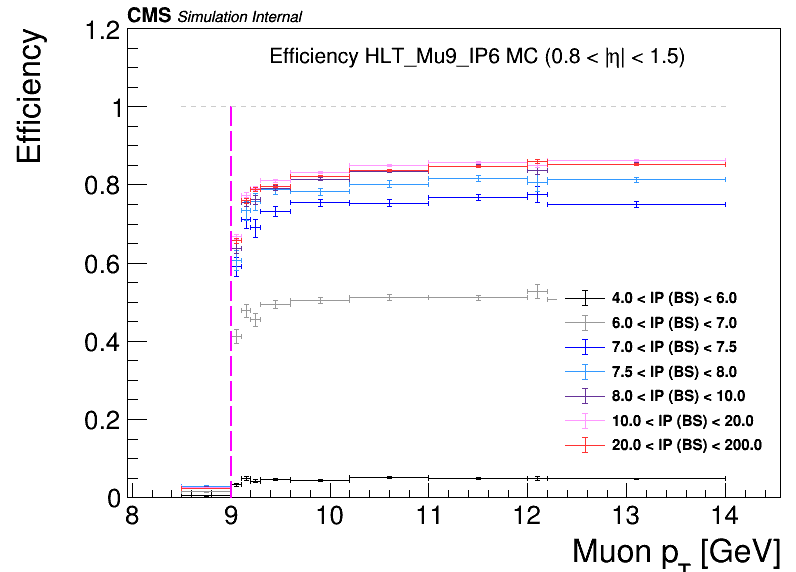 CMS Simulation Internal
Efficiency HLT_Mu9_IP6 MC (0.8 < |η| < 1.5)
Efficiency
1.2
1
0.8
0.6
0.4
0.2
0
4.0 < IP (BS) < 6.0
6.0 < IP (BS) < 7.0
7.0 < IP (BS) < 7.5
7.5 < IP (BS) < 8.0
8.0 < IP (BS) < 10.0
10.0 < IP (BS) < 20.0
20.0 < IP (BS) < 200.0
8 9 10 11 12 13 14
Muon p_T [GeV]